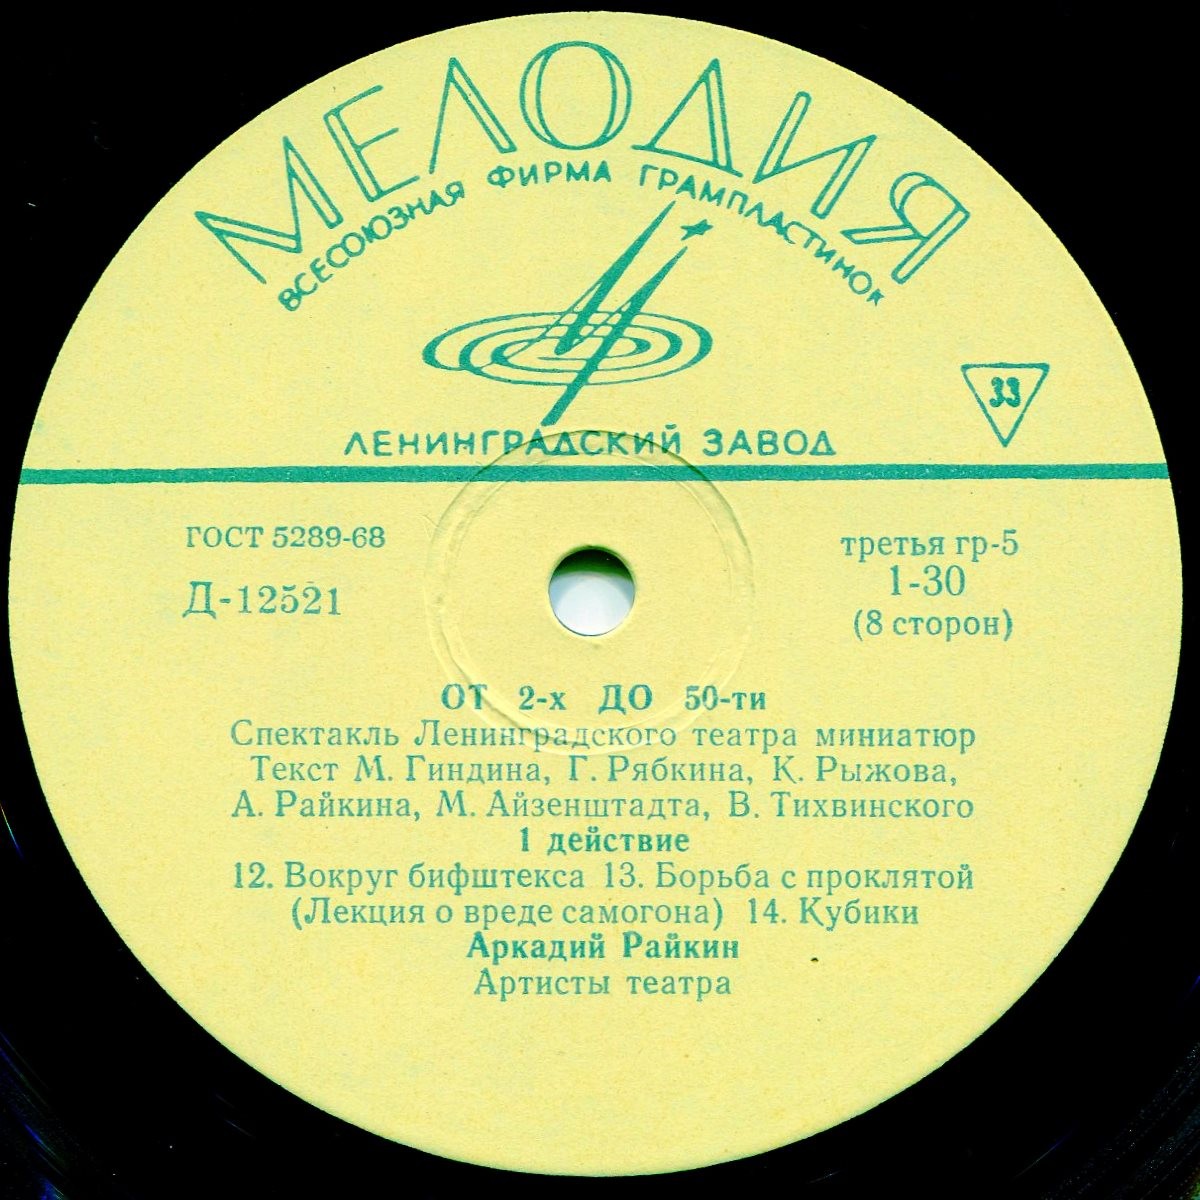 МЕЛОДИЯ
ВСЕСОЮЗНАЯ ФИРМА ГРАМПЛАСТИНОК
33
ЛЕНИНГРАДСКИЙ ЗАВОД
ГОСТ 5289-68
третья гр-5
Д-12521
1-30
(8 сторон)
ОТ 2-х ДО 50-ти
Спектакль Ленинградского театра миниатюр
Текст М. Гиндина, Г. Рябкина, К. Рыжова,
А. Райкина, М. Айзенштадта, В. Тихвинского
1 действие
12. Вокруг бифштекса 13. Борьба с проклятой
(Лекция о вреде самогона) 14. Кубики
Аркадий Райкин
Артисты театра